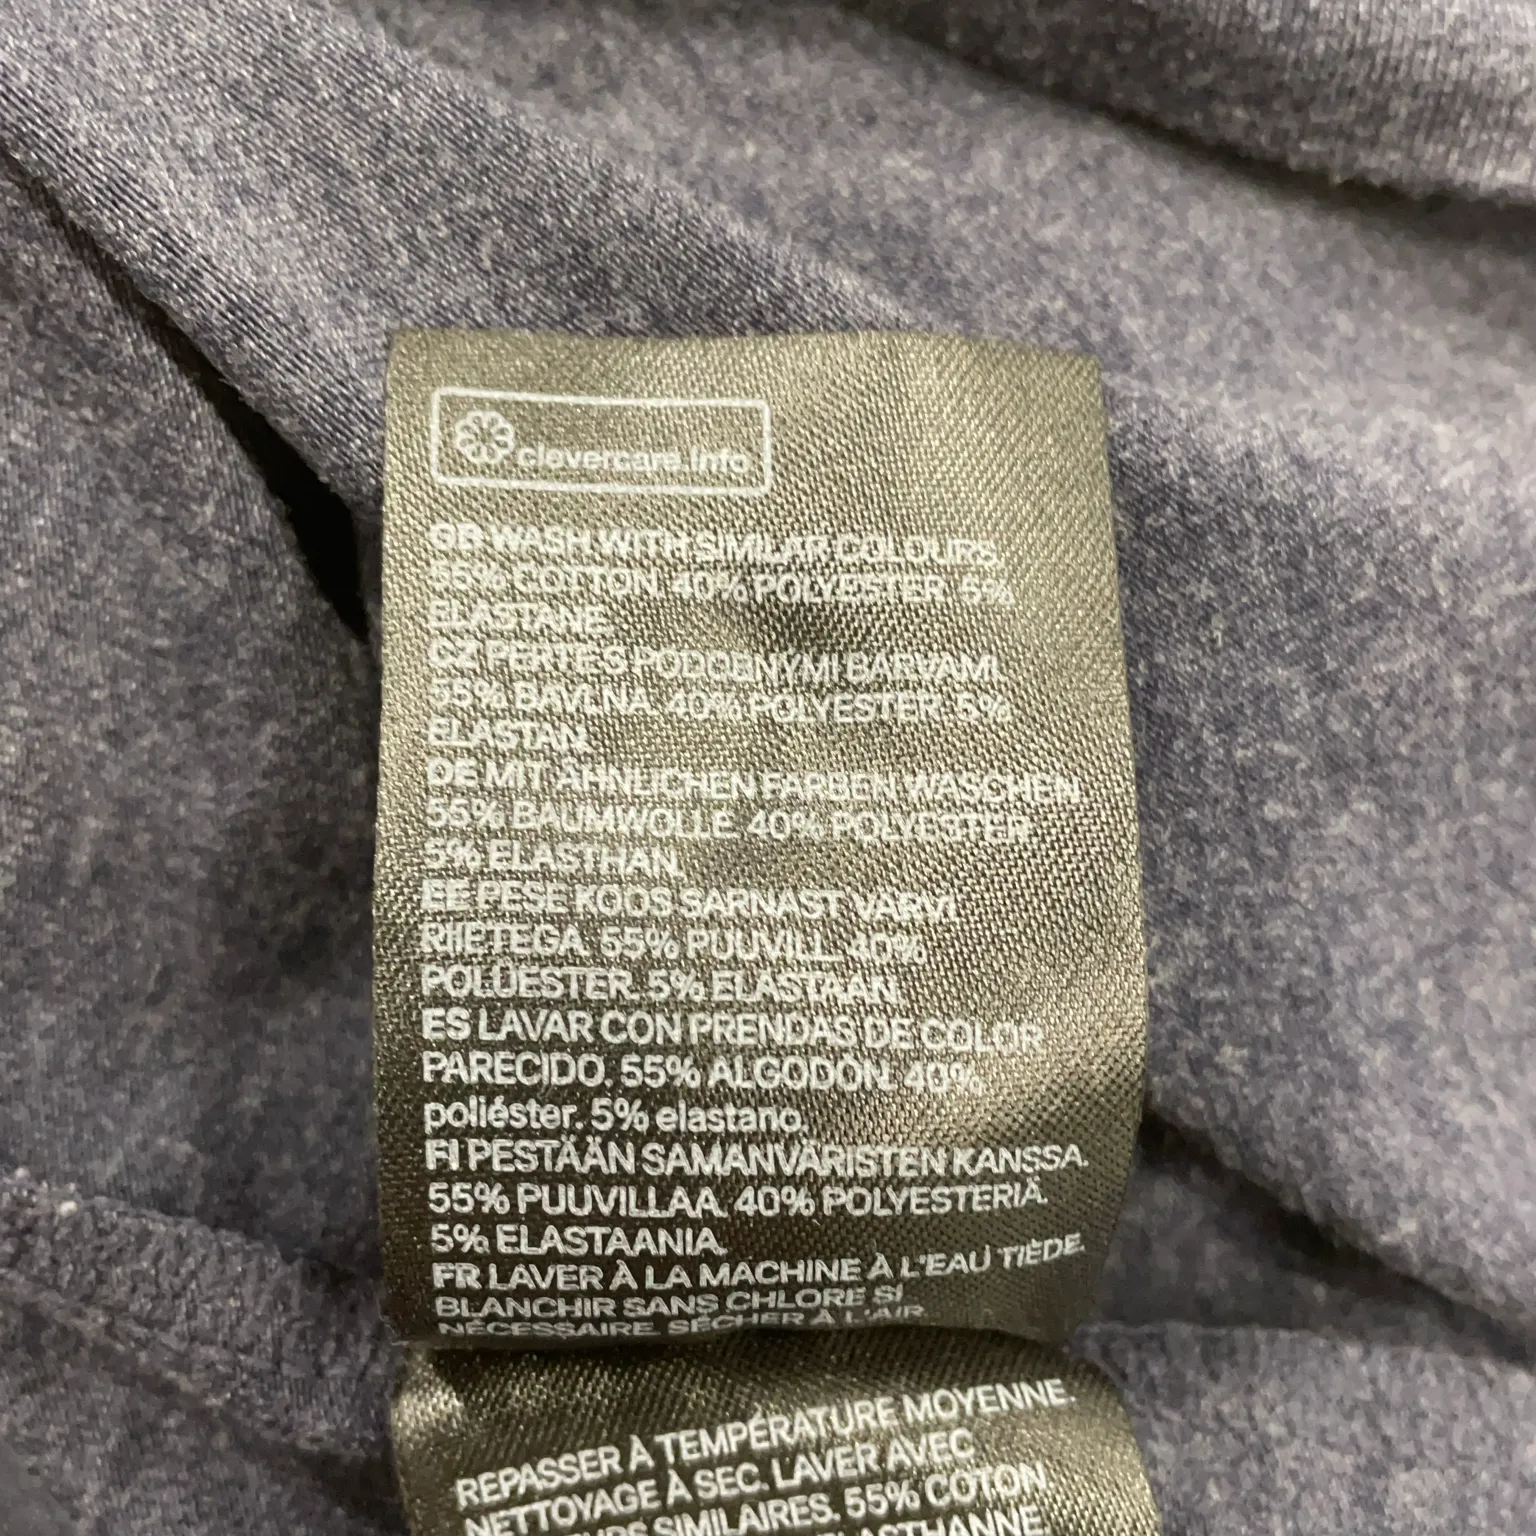 clevercare.info
GB WASH WITH SIMILAR COLOURS.
55% COTTON. 40% POLYESTER. 5%
ELASTANE
CZ PERTE S PODOBNÝMI BARVAMI.
55% BAVLNA. 40% POLYESTER. 5%
ELASTAN.
DE MIT ÄHNLICHEN FARBEN WASCHEN.
55% BAUMWOLLE. 40% POLYESTER.
5% ELASTHAN.
EE PESE KOOS SARNAST VÄRVI
RIIETEGA. 55% PUUVILL. 40%
POLÜESTER. 5% ELASTAAN.
ES LAVAR CON PRENDAS DE COLOR
PARECIDO. 55% ALGODÓN. 40%
poliéster. 5% elastano.
FI PESTÄÄN SAMANVÄRISTEN KANSSA.
55% PUUVILLAA. 40% POLYESTERIÄ.
5% ELASTAANIA.
FR LAVER À LA MACHINE À L'EAU TIÈDE.
BLANCHIR SANS CHLORE SI
NÉCESSAIRE. SÉCHER À L'AIR.
REPASSER À TEMPÉRATURE MOYENNE.
NETTOYAGE À SEC. LAVER AVEC
SIMILAIRES. 55% COTON.
ELASTHANNE.